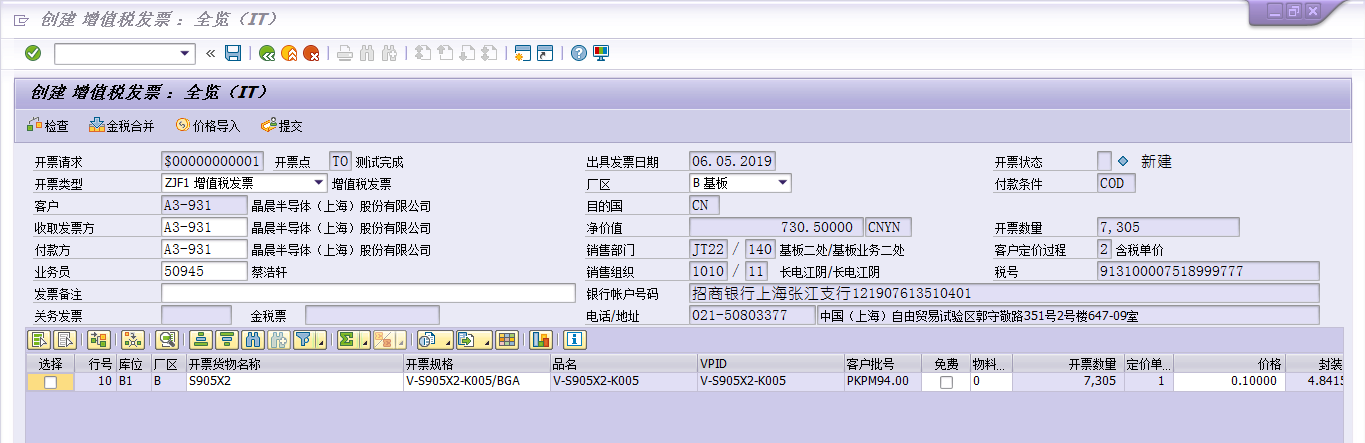 创建 增值税发票 : 全览 (IT)
创建 增值税发票 : 全览 (IT)
检查 金税合并 价格导入 提交
开票请求 $00000000001 开票点 T0 测试完成 出具发票日期 06.05.2019 开票状态 新建
开票类型 ZJF1 增值税发票 增值税发票 厂区 B 基板 付款条件 COD
客户 A3-931 晶晨半导体（上海）股份有限公司 目的国 CN
收取发票方 A3-931 晶晨半导体（上海）股份有限公司 净价值 730.50000 CNYN 开票数量 7,305
付款方 A3-931 晶晨半导体（上海）股份有限公司 销售部门 JT22 / 140 基板二处/基板业务二处 客户定价过程 2 含税单价
业务员 50945 蔡洁轩 销售组织 1010 / 11 长电江阴/长电江阴 税号 913100007518999777
发票备注 银行帐户号码 招商银行上海张江支行121907613510401
关务发票 金税票 电话/地址 021-50803377 中国（上海）自由贸易试验区郭守敬路351号2号楼647-09室
选择 行号 库位 厂区 开票货物名称 开票规格 品名 VPID 客户批号 免费 物料... 开票数量 定价单... 价格 封装
10 B1 B S905X2 V-S905X2-K005/BGA V-S905X2-K005 V-S905X2-K005 PKPM94.00 0 7,305 1 0.10000 4.8415